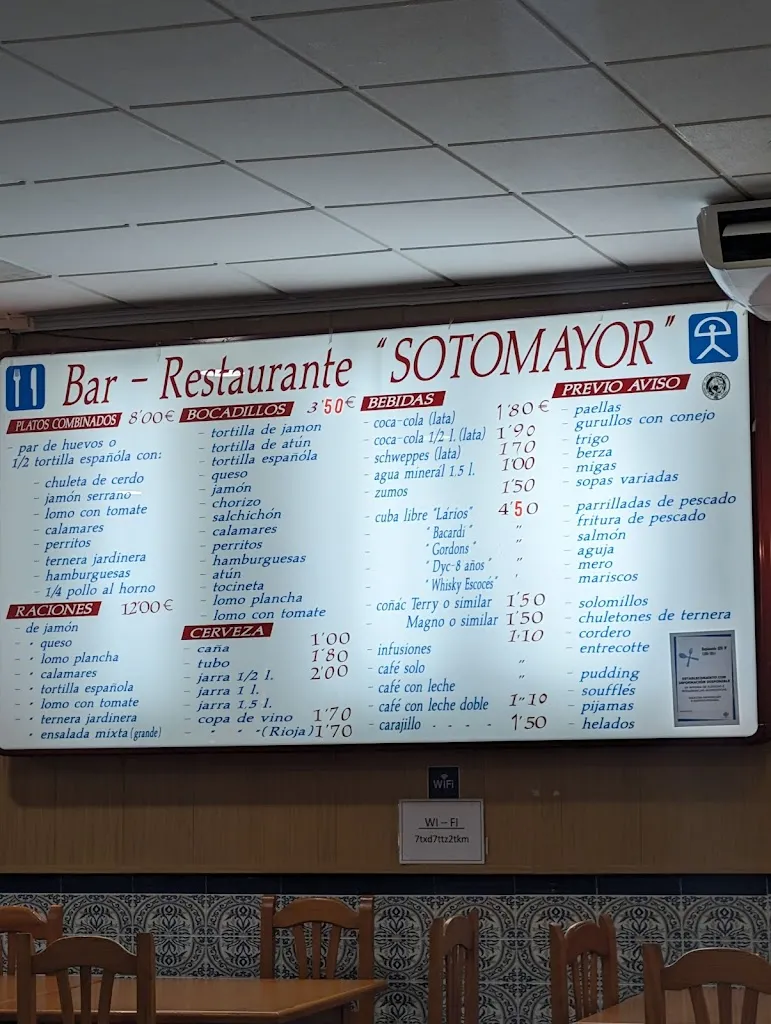 Bar - Restaurante "SOTOMAYOR"
PLATOS COMBINADOS 8'00€
- par de huevos o
1/2 tortilla españóla con:
- chuleta de cerdo
- jamón serrano
- lomo con tomate
- calamares
- perritos
- ternera jardinera
- hamburguesas
- 1/4 pollo al horno
RACIONES 12'00€
- de jamón
- " queso
- " lomo plancha
- " calamares
- " tortilla española
- " lomo con tomate
- " ternera jardinera
" ensalada mixta (grande)
BOCADILLOS 3'50€
- tortilla de jamon
- tortilla de atún
- tortilla españóla
- queso
- jamón
- chorizo
- salchichón
- calamares
- perritos
- hamburguesas
- atún
- tocineta
- lomo plancha
- lomo con tomate
CERVEZA
- caña 1'00
- tubo 1'80
- jarra 1/2 l. 2'00
- jarra 1 l.
- jarra 1,5 l.
- copa de vino 1'70
- " " "(Rioja) 1'70
BEBIDAS
- coca-cola (lata) 1'80€
- coca-cola 1/2 l. (lata) 1'90
- schweppes (lata) 1'70
- agua minerál 1.5 l. 1'00
- zumos 1'50
- cuba libre "Lários" 4'50
- "Bacardi" "
- "Gordons" "
- "Dyc-8 años" "
- "Whisky Escocés" '
- coñác Terry o similar 1'50
- Magno o similar 1'50
1'10
- infusiones
- café solo "
- café con leche "
- café con leche doble 1"10
- carajillo - - - - 1'50
PREVIO AVISO
- paellas
- gurullos con conejo
- trigo
- berza
- migas
- sopas variadas
- parrilladas de pescado
- fritura de pescado
- salmón
- aguja
- mero
- mariscos
- solomillos
- chuletones de ternera
- cordero
- entrecotte
- pudding
- souffles
- pijamas
- helados
ESTABLECIMIENTO CON
INFORMACIÓN DISPONIBLE
WiFi
WI - FI
7txd7ttz2tkm